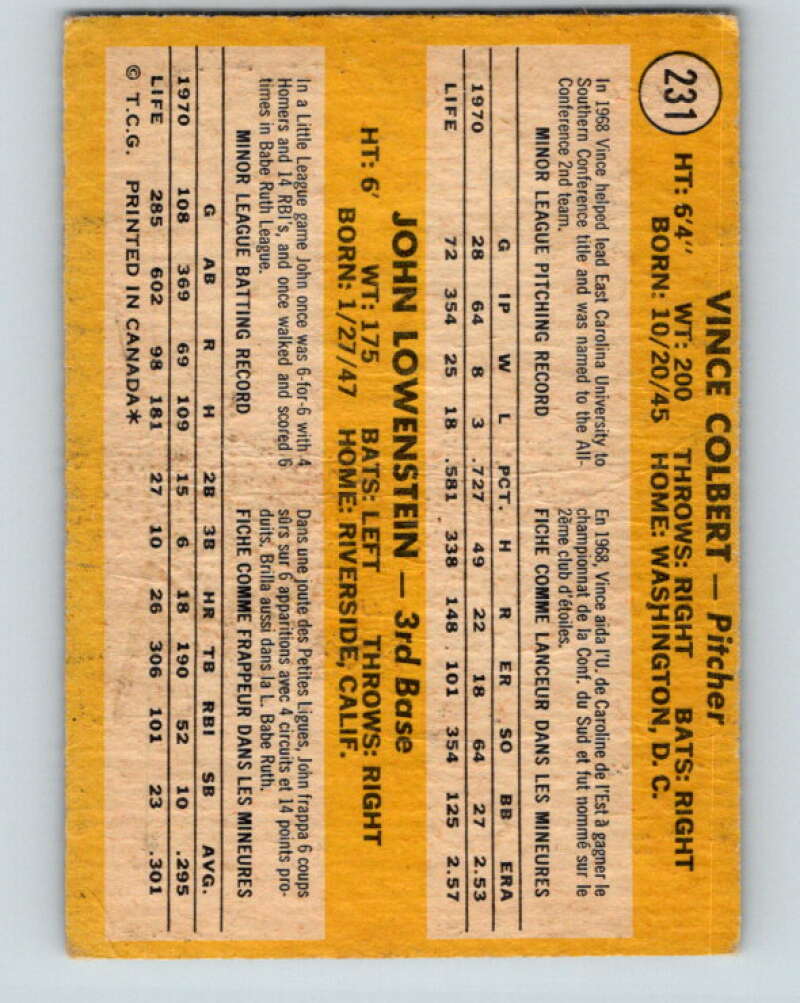 231
VINCE COLBERT — Pitcher
HT: 6'4" WT: 200 THROWS: RIGHT BATS: RIGHT
BORN: 10/20/45 HOME: WASHINGTON, D. C.
In 1968 Vince helped lead East Carolina University to
Southern Conference title and was named to the All-
Conference 2nd team.
En 1968, Vince aida l'U. de Caroline de l'Est à gagner le
championnat de la Conf. du Sud et fut nommé sur le
2ème club d'étoiles.
MINOR LEAGUE PITCHING RECORD FICHE COMME LANCEUR DANS LES MINEURES
G IP W L PCT. H R ER SO BB ERA
1970 28 64 8 3 .727 49 22 18 64 27 2.53
LIFE 72 354 25 18 .581 338 148 101 354 125 2.57
JOHN LOWENSTEIN — 3rd Base
HT: 6' WT: 175 BATS: LEFT THROWS: RIGHT
BORN: 1/27/47 HOME: RIVERSIDE, CALIF.
In a Little League game John once was 6-for-6 with 4
Homers and 14 RBI's, and once walked and scored 6
times in Babe Ruth League.
Dans une joute des Petites Ligues, John frappa 6 coups
sûrs sur 6 apparitions avec 4 circuits et 14 points pro-
duits. Brilla aussi dans la L. Babe Ruth.
MINOR LEAGUE BATTING RECORD FICHE COMME FRAPPEUR DANS LES MINEURES
G AB R H 2B 3B HR TB RBI SB AVG.
1970 108 369 69 109 15 6 18 190 52 10 .295
LIFE 285 602 98 181 27 10 26 306 101 23 .301
© T.C.G. PRINTED IN CANADA*